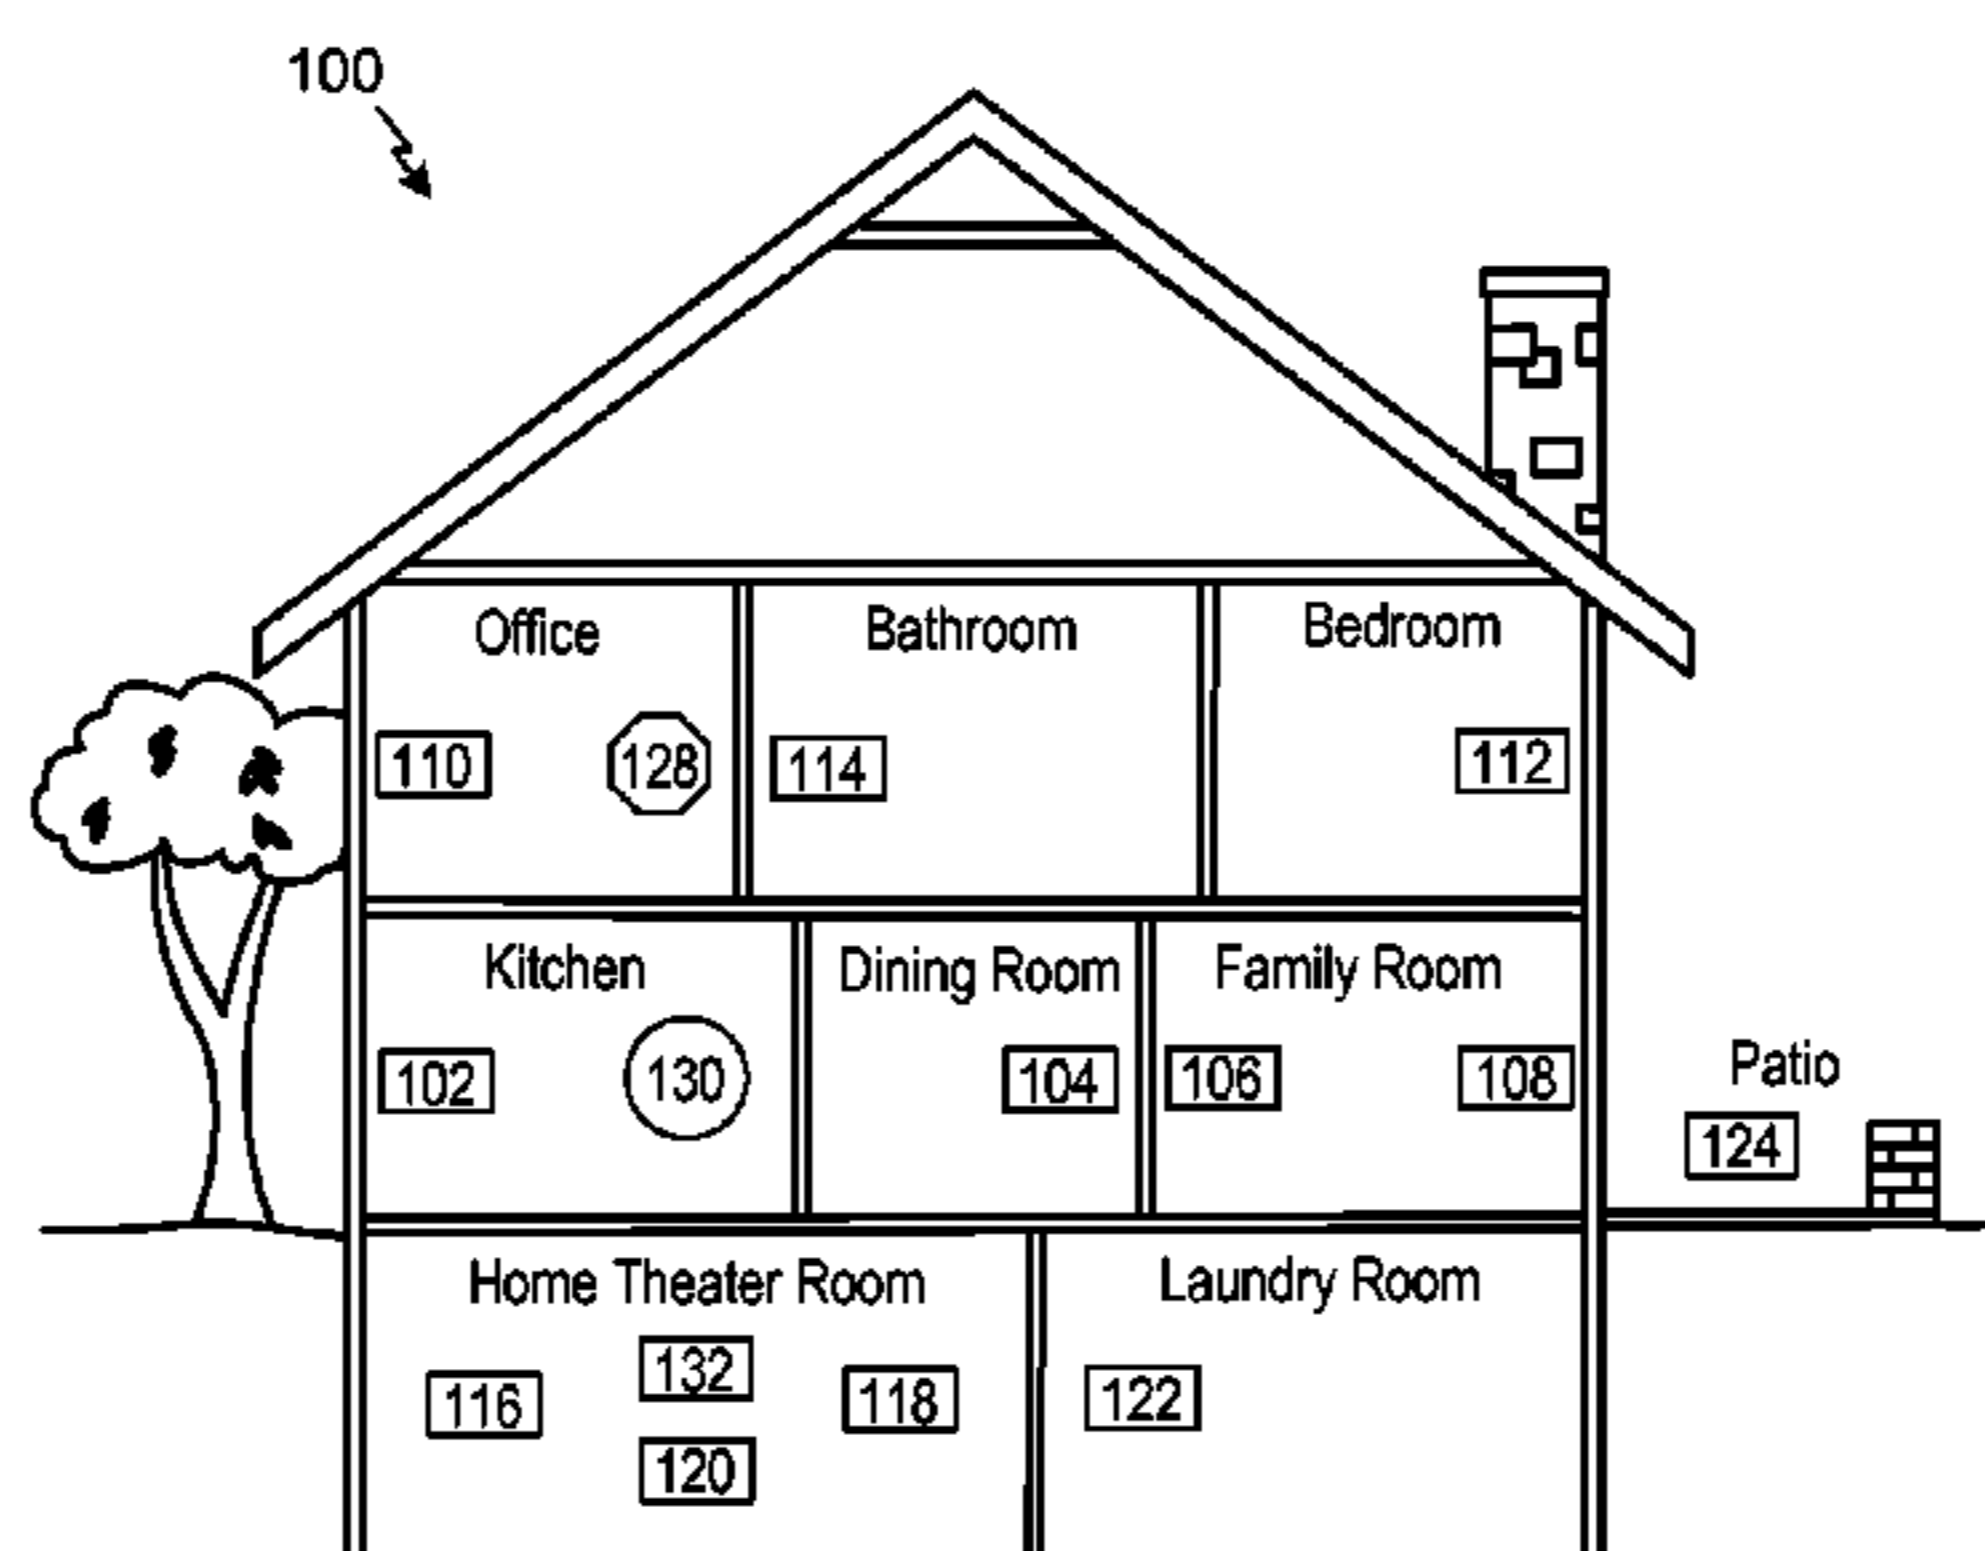 100
Office Bathroom Bedroom
110 128 114 112
Kitchen Dining Room Family Room
102 130 104 106 108
Patio
124
Home Theater Room Laundry Room
132
116 118 122
120